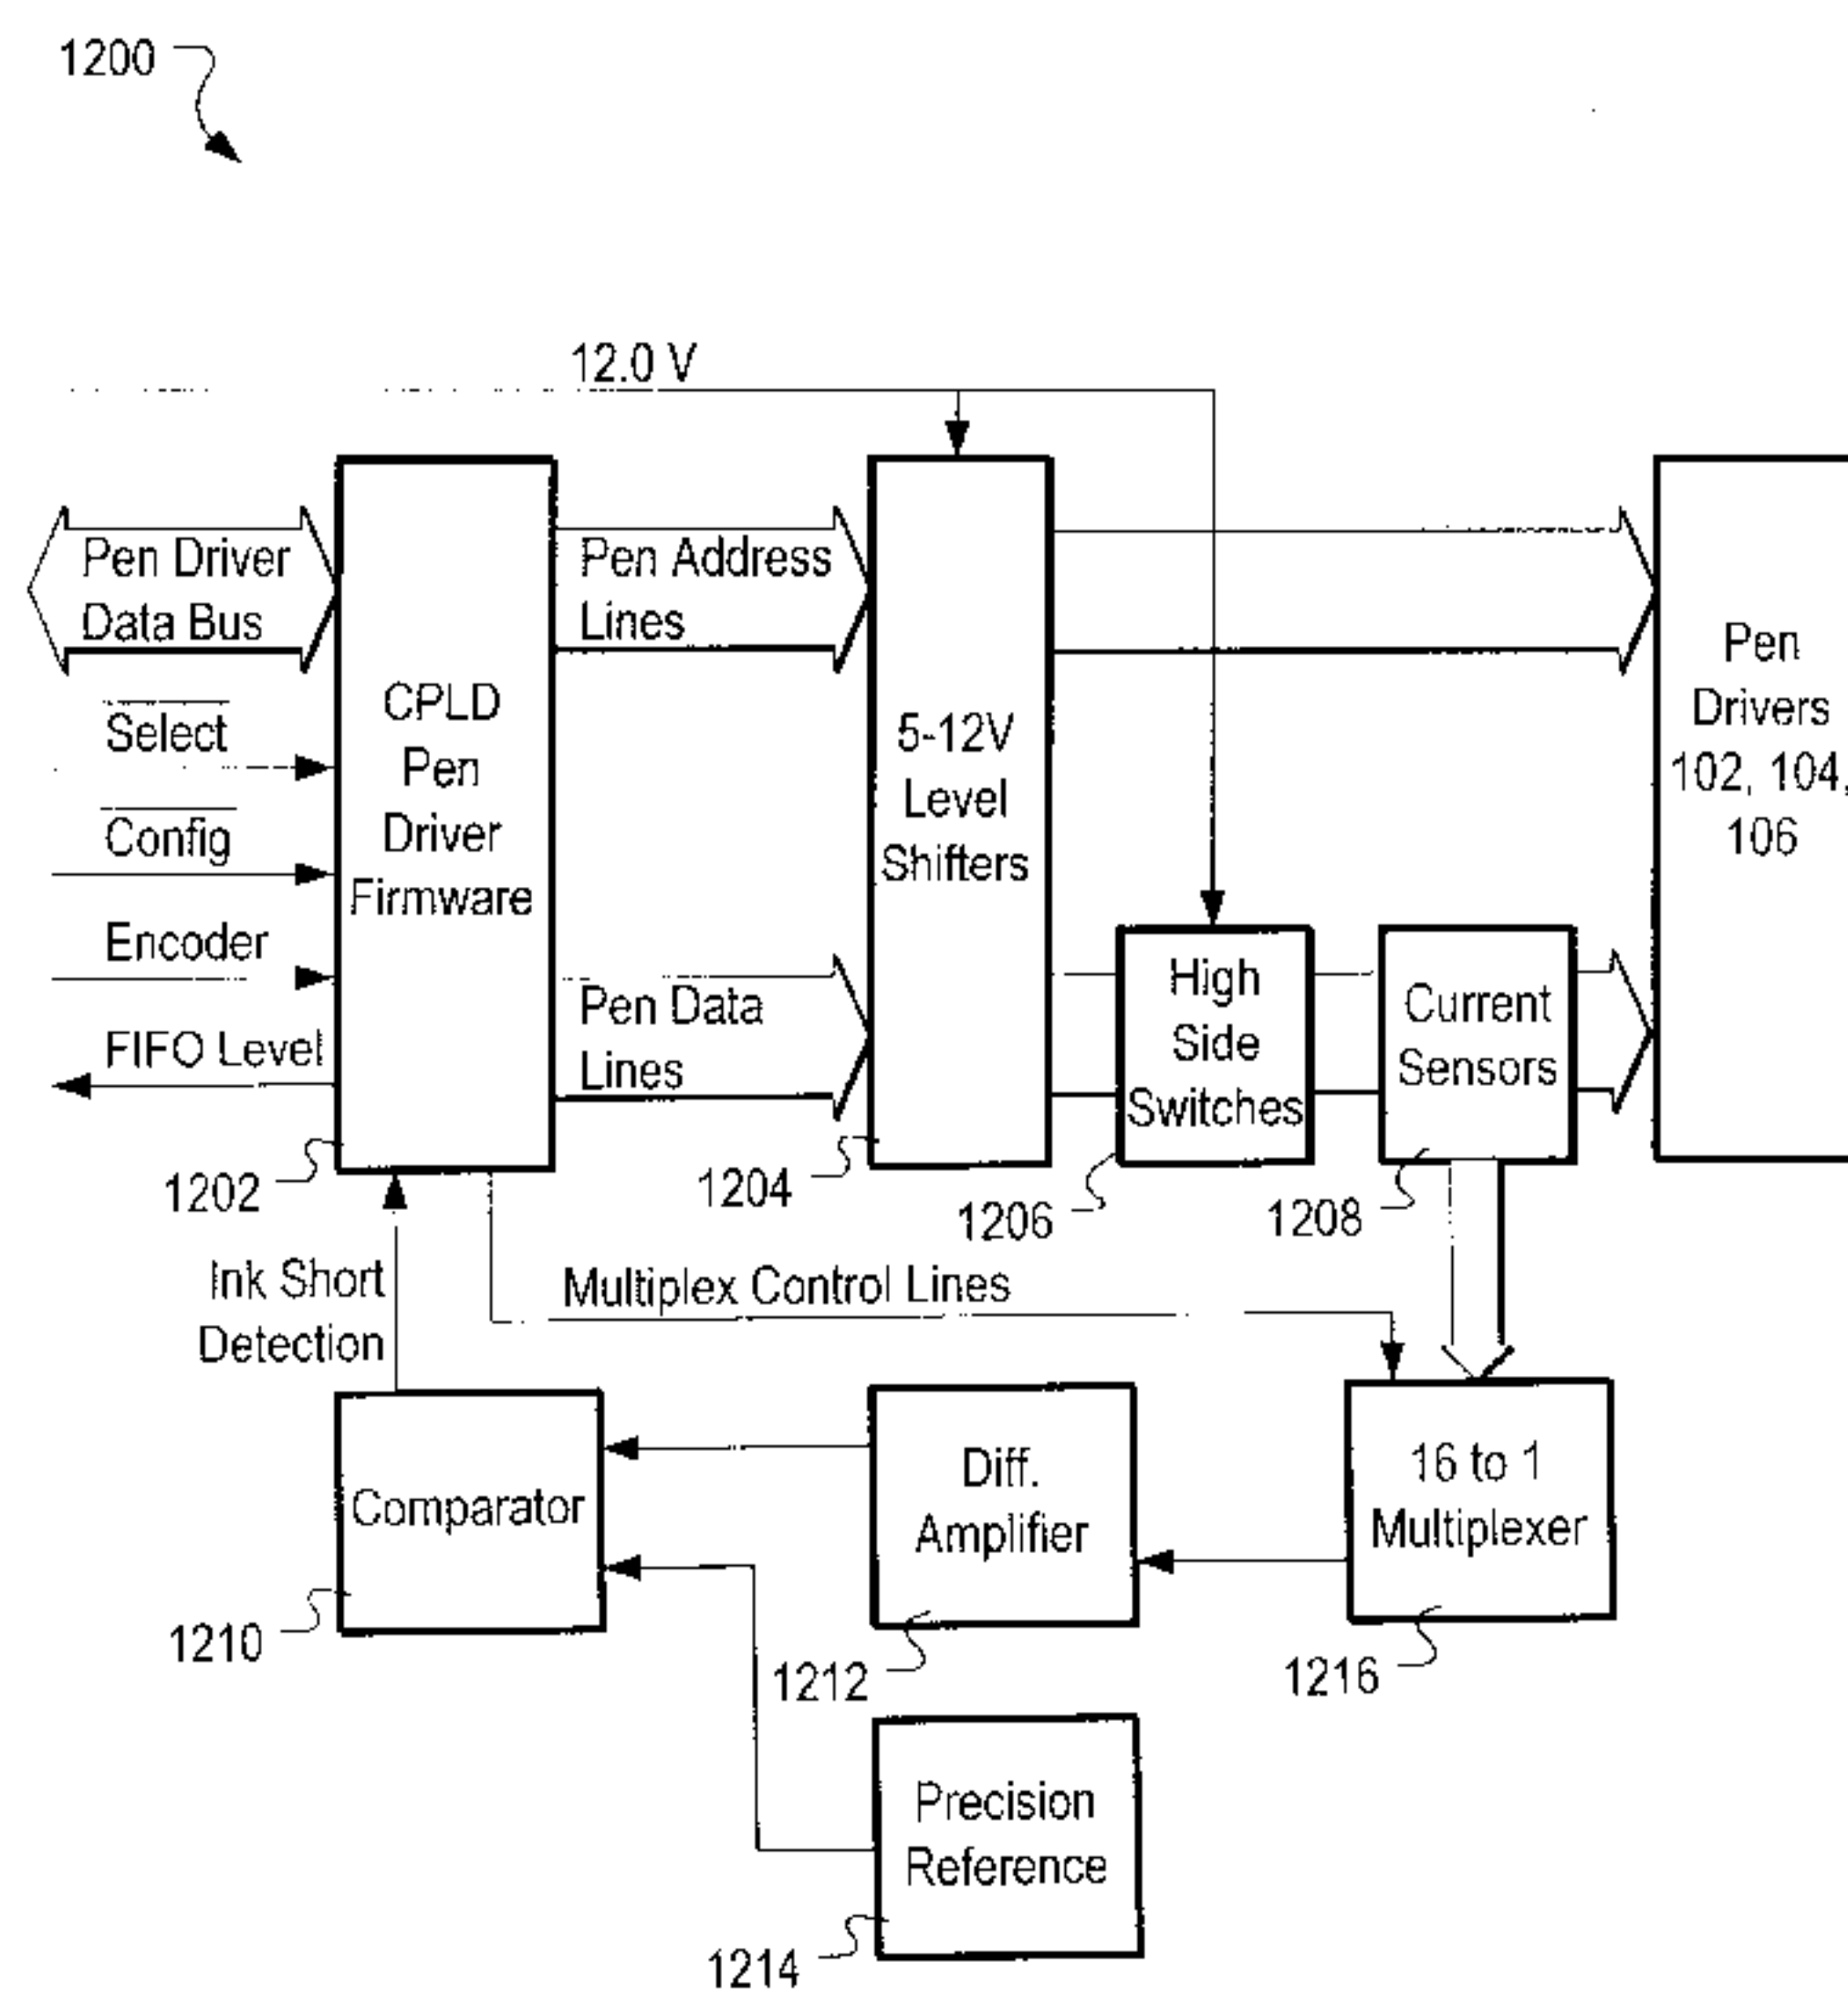 1200
12.0 V
Pen Driver
Data Bus
Select
Config
Encoder
FIFO Level
CPLD
Pen
Driver
Firmware
1202
Pen Address
Lines
Pen Data
Lines
5-12V
Level
Shifters
1204
High
Side
Switches
1206
Current
Sensors
1208
Pen
Drivers
102, 104,
106
Ink Short
Detection
Multiplex Control Lines
Comparator
1210
Diff.
Amplifier
1212
16 to 1
Multiplexer
1216
Precision
Reference
1214